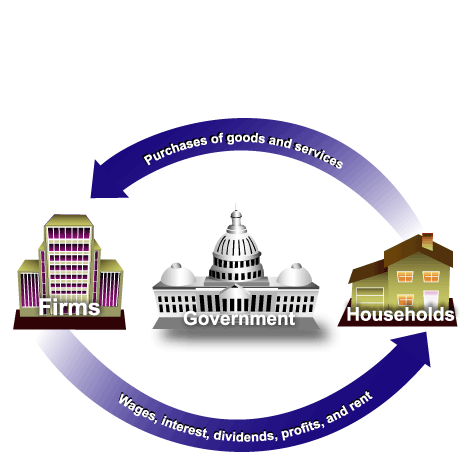 Purchases of goods and services
Firms
Government
Households
Wages, interest, dividends, profits, and rent